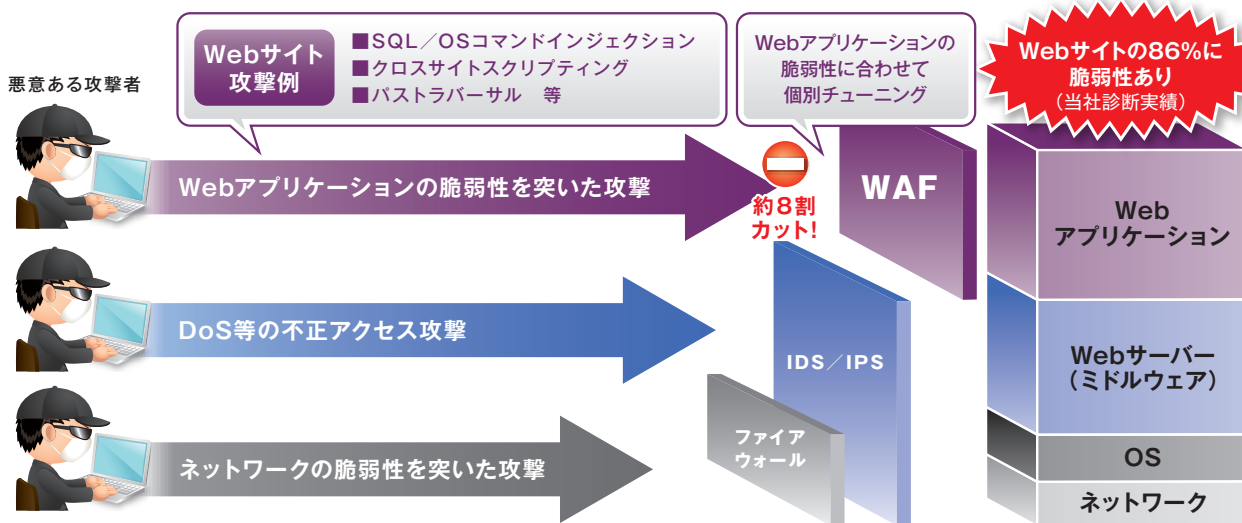 悪意ある攻撃者
Webサイト
攻撃例
■SQL／OSコマンドインジェクション
■クロスサイトスクリプティング
■パストラバーサル　等
Webアプリケーションの
脆弱性に合わせて
個別チューニング
Webサイトの86%に
脆弱性あり
（当社診断実績）
Webアプリケーションの脆弱性を突いた攻撃
約8割
カット!
WAF
Web
アプリケーション
DoS等の不正アクセス攻撃
IDS／IPS
Webサーバー
（ミドルウェア）
ネットワークの脆弱性を突いた攻撃
ファイア
ウォール
OS
ネットワーク